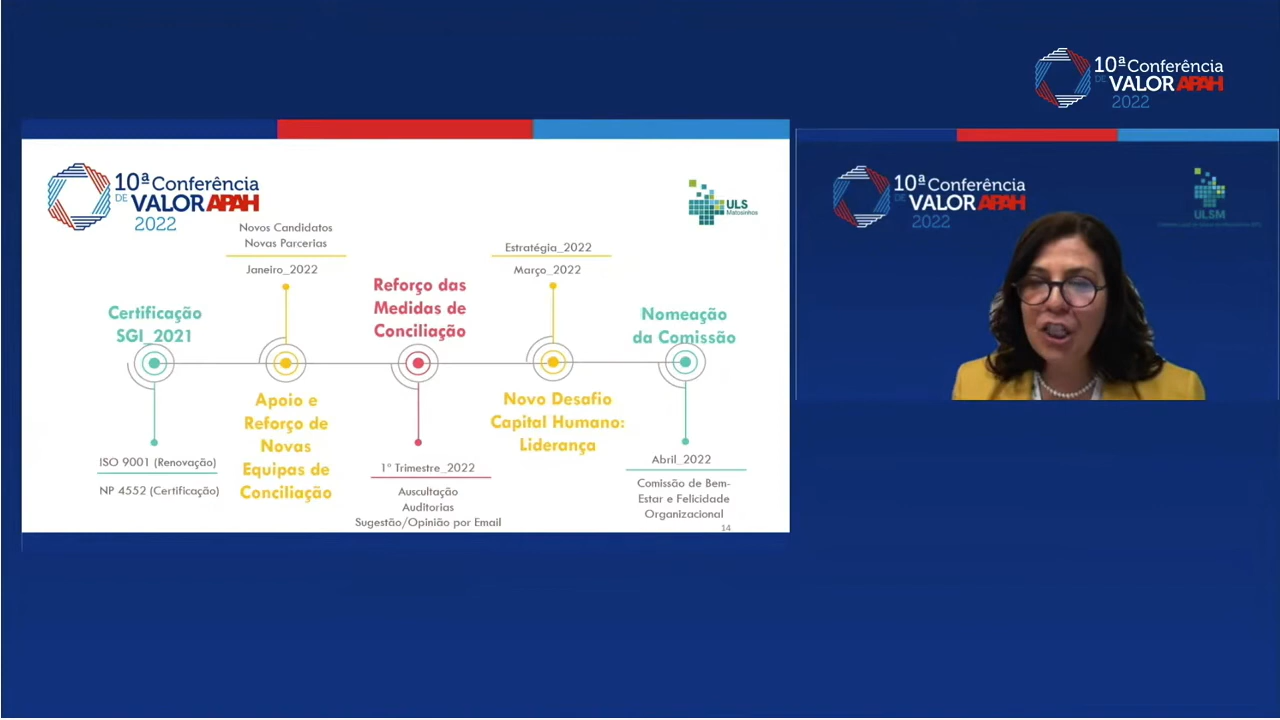 10ª Conferência
DE VALOR APAH
2022
10ª Conferência
DE VALOR APAH
2022
ULS
Matosinhos
Novos Candidatos
Novas Parcerias
Janeiro_2022
Estratégia_2022
Março_2022
Certificação
SGI_2021
Reforço das
Medidas de
Conciliação
Nomeação
da Comissão
Apoio e
Reforço de
Novas
Equipas de
Conciliação
Novo Desafio
Capital Humano:
Liderança
ISO 9001 (Renovação)
NP 4552 (Certificação)
1º Trimestre_2022
Auscultação
Auditorias
Sugestão/Opinião por Email
Abril_2022
Comissão de Bem-
Estar e Felicidade
Organizacional
14
10ª Conferência
DE VALOR APAH
2022
ULSM